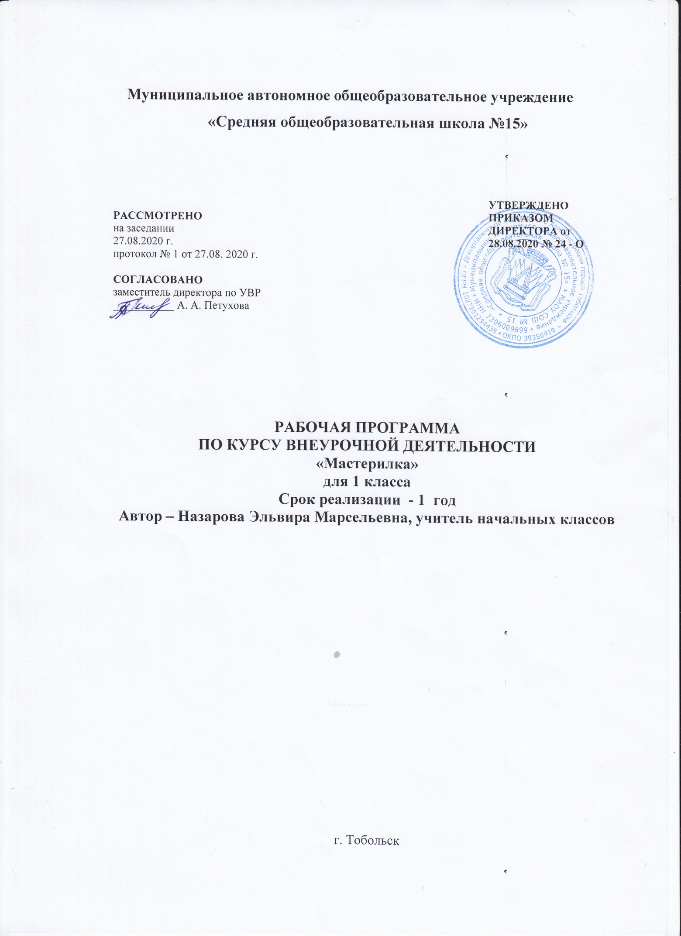 Муниципальное автономное общеобразовательное учреждение
«Средняя общеобразовательная школа №15»
РАССМОТРЕНО
на заседании
27.08.2020 г.
протокол № 1 от 27.08. 2020 г.
СОГЛАСОВАНО
заместитель директора по УВР
А. А. Петухова
УТВЕРЖДЕНО
ПРИКАЗОМ
ДИРЕКТОРА от
28.08.2020 № 24 - О
РАБОЧАЯ ПРОГРАММА
ПО КУРСУ ВНЕУРОЧНОЙ ДЕЯТЕЛЬНОСТИ
«Мастерилка»
для 1 класса
Срок реализации - 1 год
Автор – Назарова Эльвира Марсельевна, учитель начальных классов
г. Тобольск